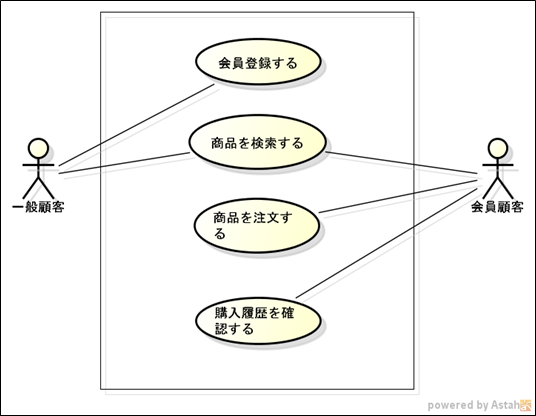 会員登録する
商品を検索する
一般顧客
会員顧客
商品を注文す
る
購入履歴を確
認する
powered by Astah